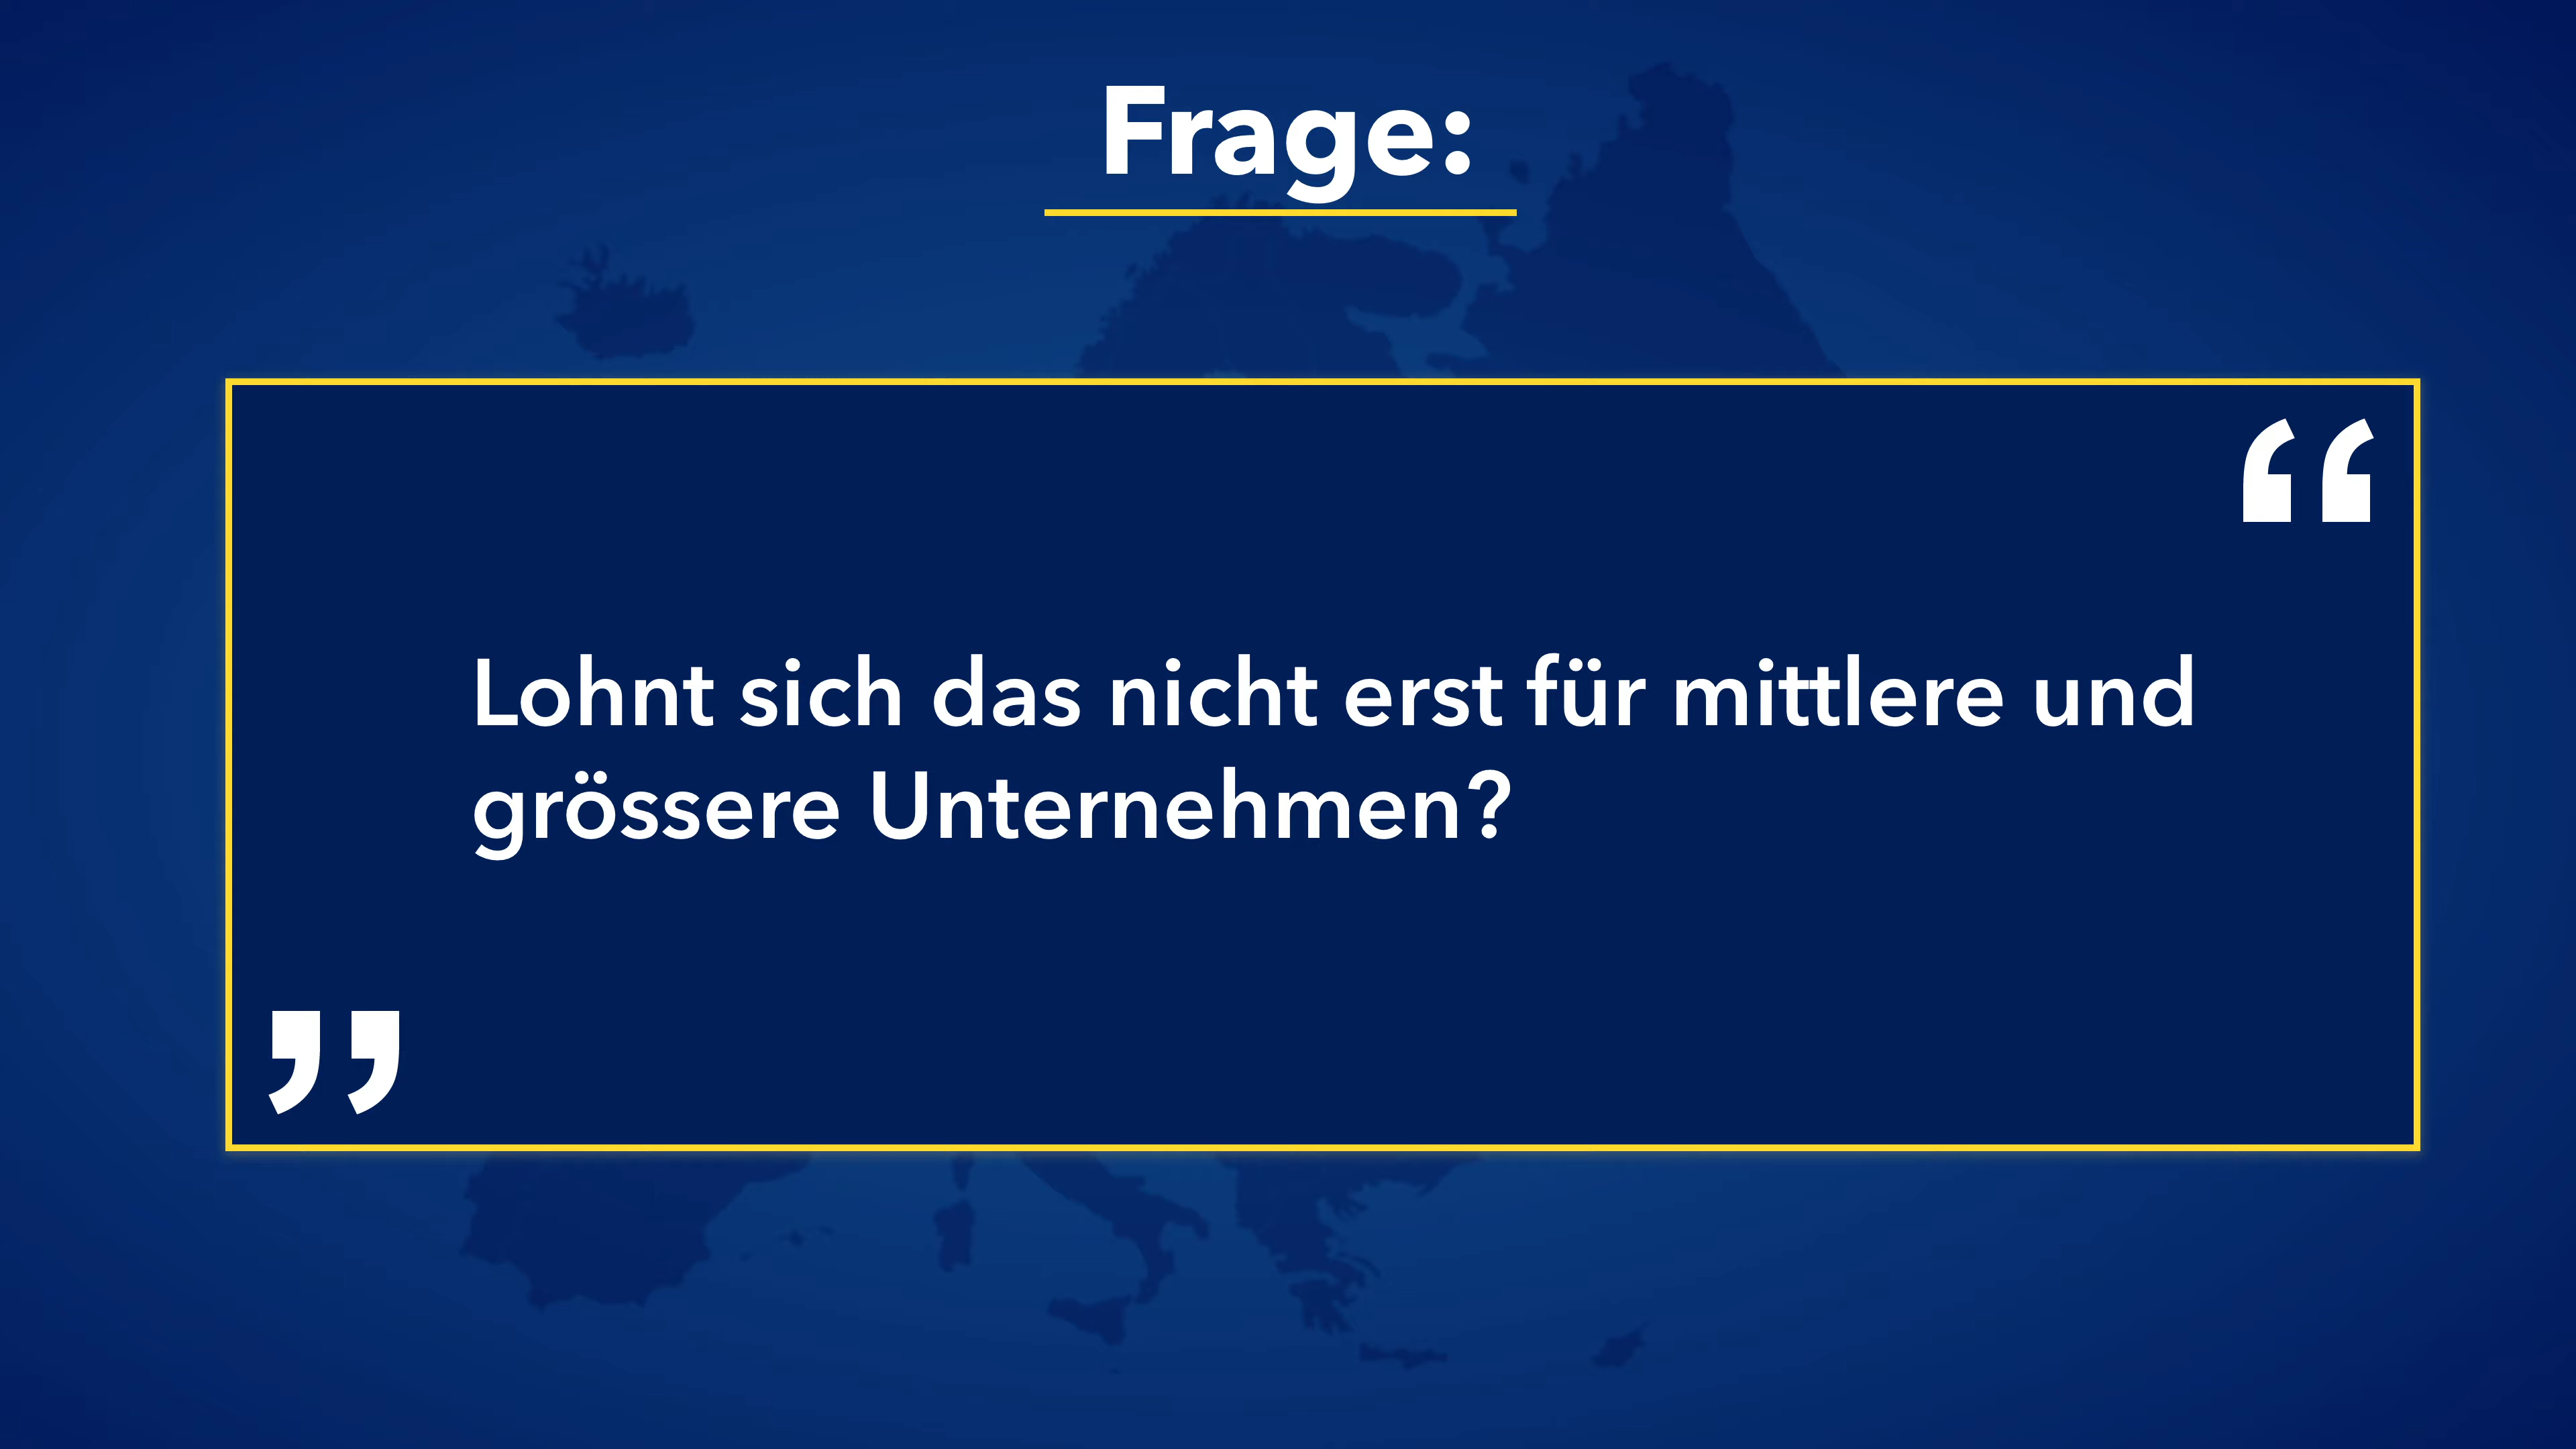 Frage:
“
Lohnt sich das nicht erst für mittlere und
grössere Unternehmen?
”